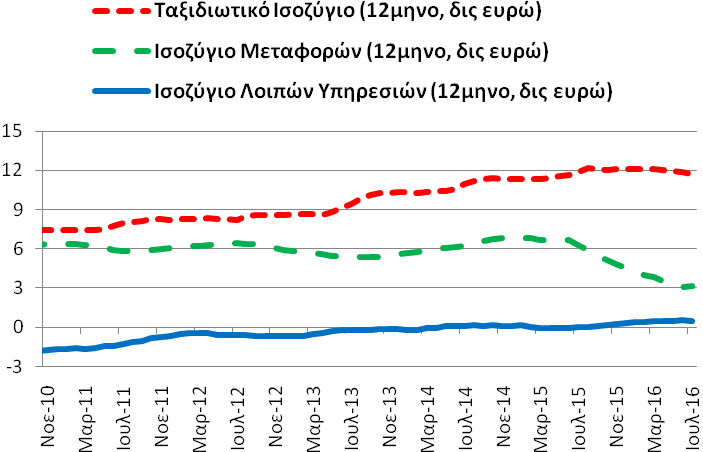 Ταξιδιωτικό Ισοζύγιο (12μηνο, δις ευρώ)
Ισοζύγιο Μεταφορών (12μηνο, δις ευρώ)
Ισοζύγιο Λοιπών Υπηρεσιών (12μηνο, δις ευρώ)
15
12
9
6
3
0
-3
Νοε-10
Μαρ-11
Ιουλ-11
Νοε-11
Μαρ-12
Ιουλ-12
Νοε-12
Μαρ-13
Ιουλ-13
Νοε-13
Μαρ-14
Ιουλ-14
Νοε-14
Μαρ-15
Ιουλ-15
Νοε-15
Μαρ-16
Ιουλ-16